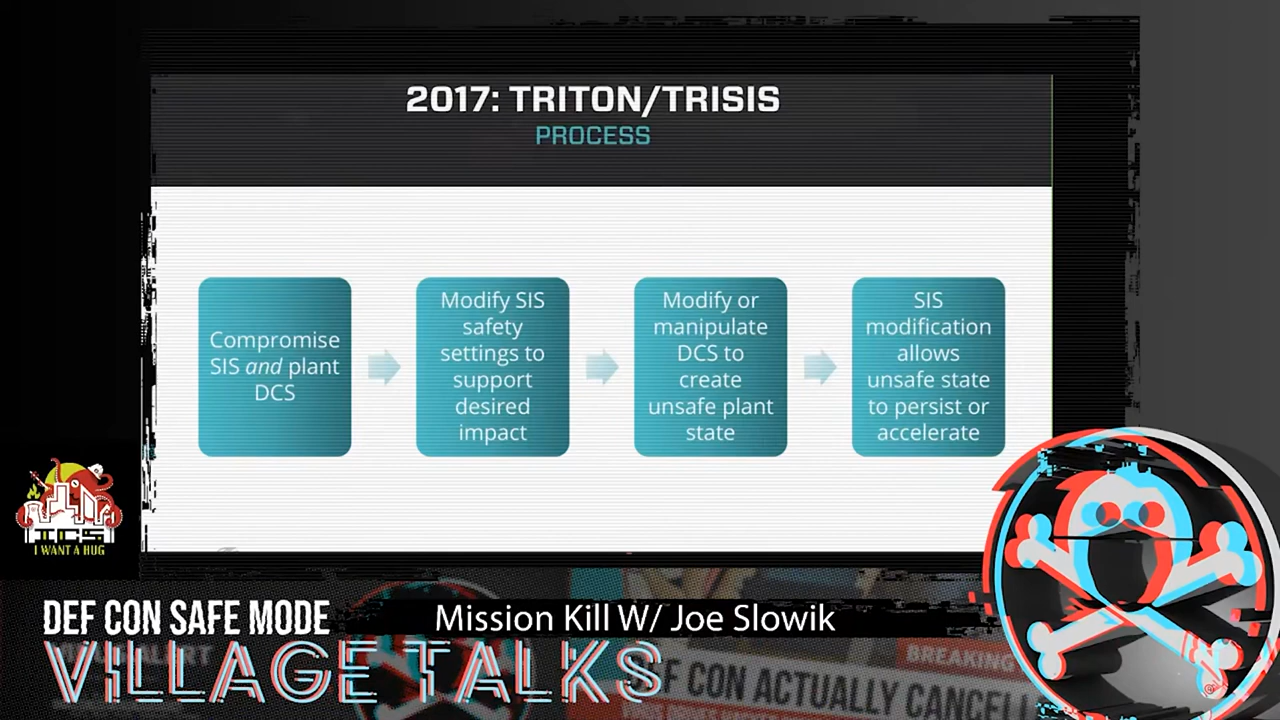 2017: TRITON/TRISIS
PROCESS
Compromise
SIS and plant
DCS
Modify SIS
safety
settings to
support
desired
impact
Modify or
manipulate
DCS to
create
unsafe plant
state
SIS
modification
allows
unsafe state
to persist or
accelerate
ICS
I WANT A HUG
DEF CON SAFE MODE
VILLAGE TALKS
Mission Kill W/ Joe Slowik
BREAKING
DEF CON ACTUALLY CANCELL